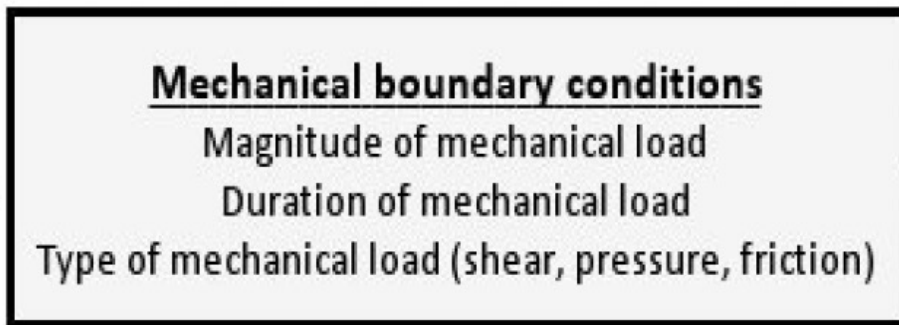 Mechanical boundary conditions
Magnitude of mechanical load
Duration of mechanical load
Type of mechanical load (shear, pressure, friction)